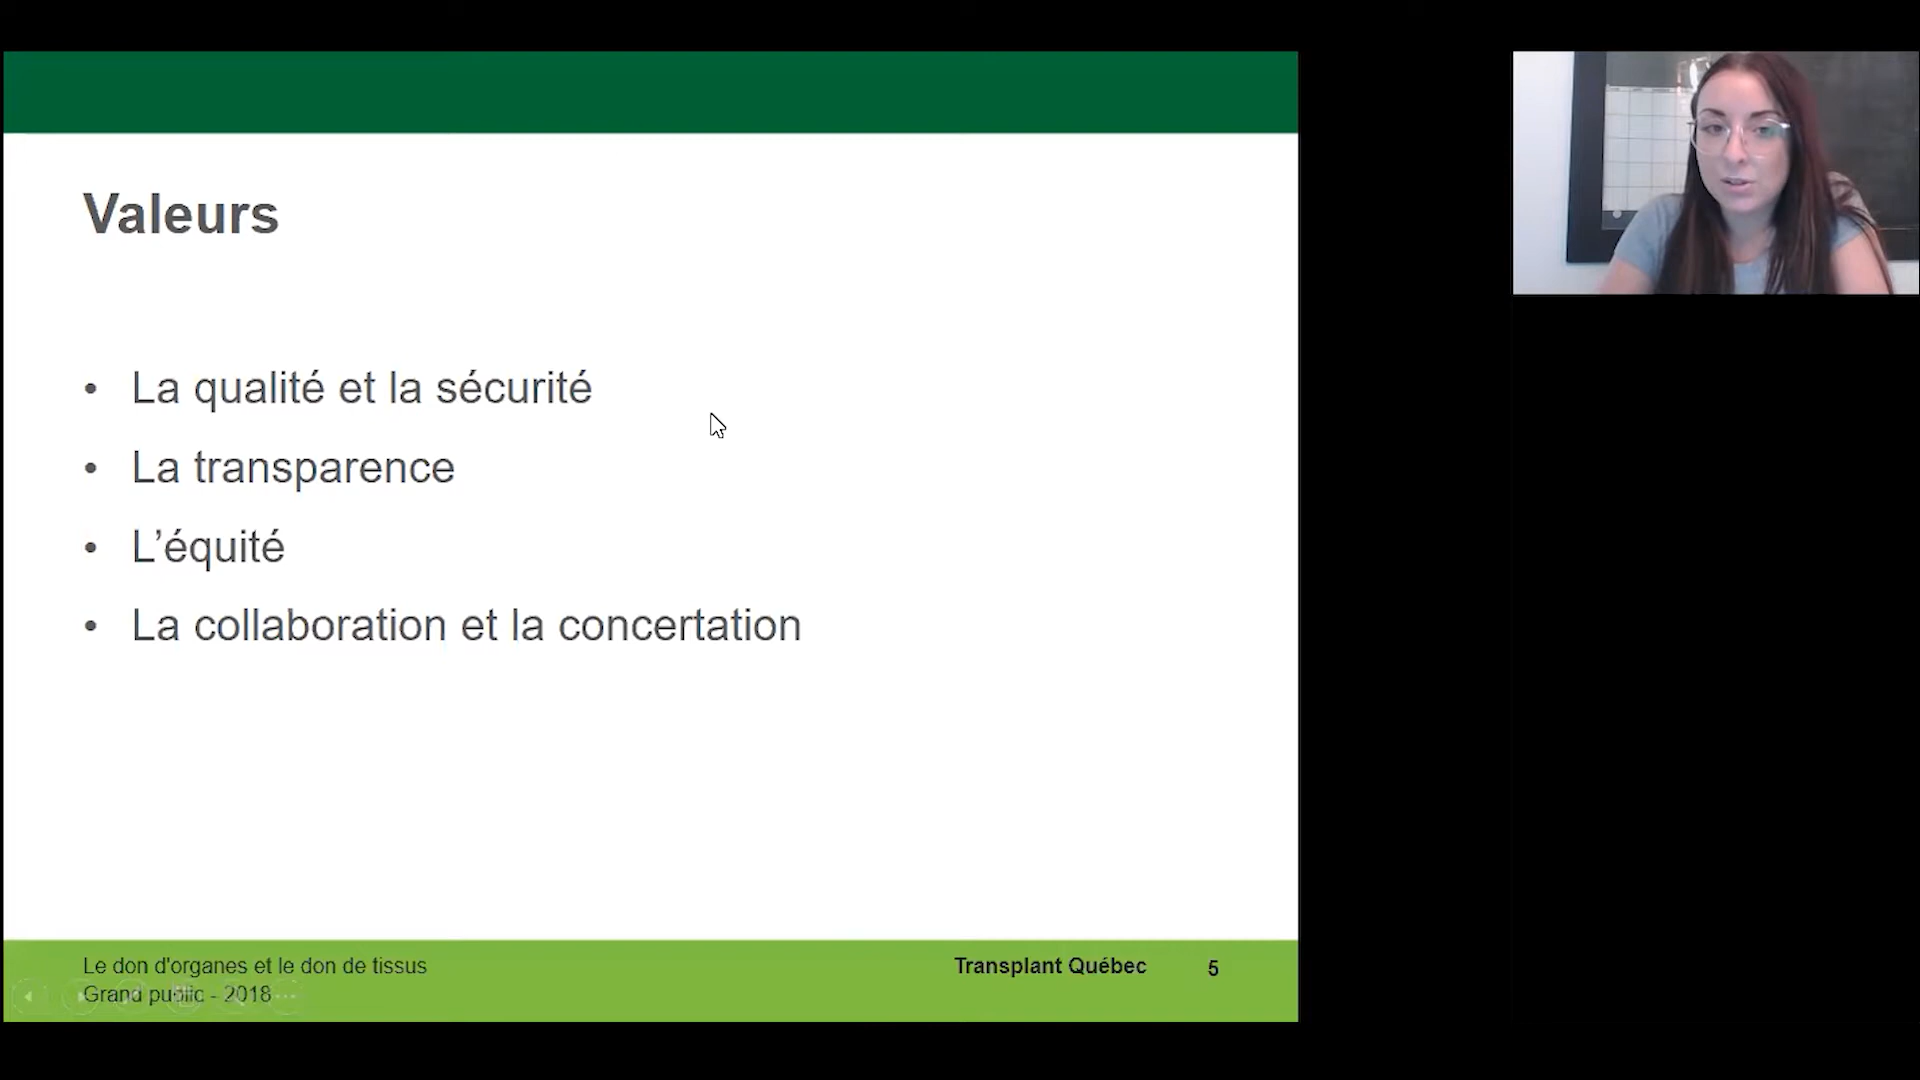 Valeurs
• La qualité et la sécurité
• La transparence
• L’équité
• La collaboration et la concertation
Le don d'organes et le don de tissus
Grand public - 2018
Transplant Québec
5